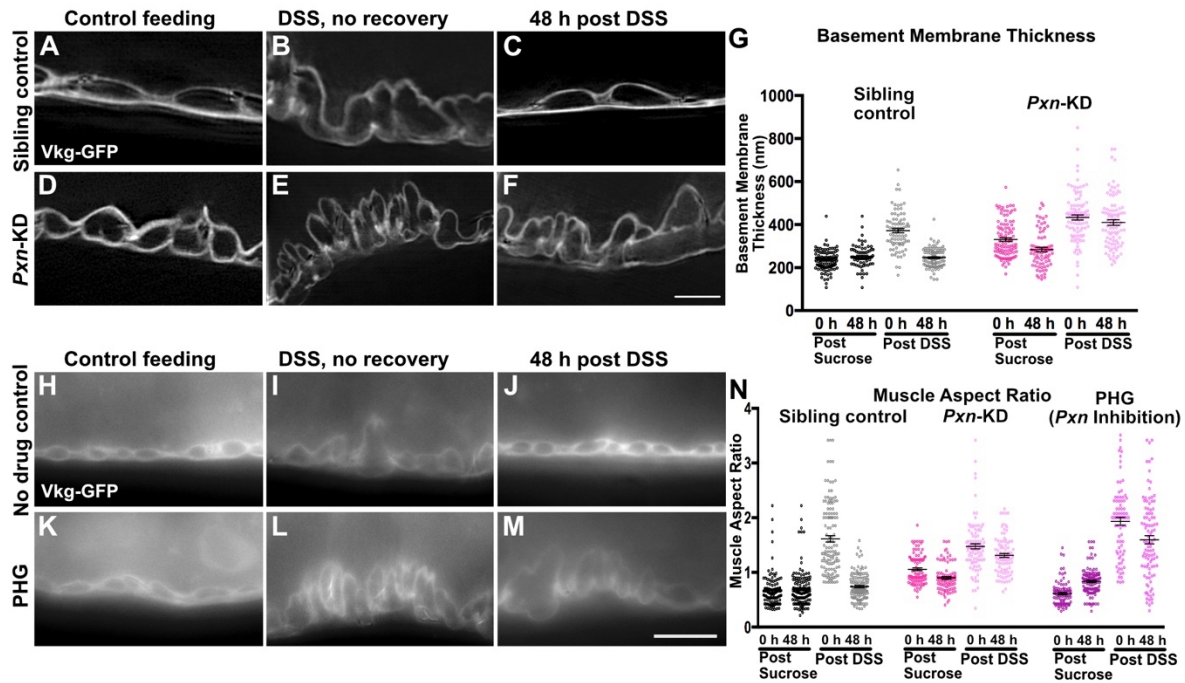 Control feeding
DSS, no recovery
48 h post DSS
Sibling control
A
Vkg-GFP
B
C
Pxn-KD
D
E
F
G
Basement Membrane Thickness
Basement Membrane
Thickness (nm)
1000
800
600
400
200
0
Sibling
control
Pxn-KD
0 h 48 h 0 h 48 h
Post
Sucrose
Post DSS
0 h 48 h 0 h 48 h
Post
Sucrose
Post DSS
Control feeding
DSS, no recovery
48 h post DSS
No drug control
H
Vkg-GFP
I
J
PHG
K
L
M
N
Muscle Aspect Ratio
Muscle Aspect Ratio
4
3
2
1
0
Sibling control
Pxn-KD
PHG
(Pxn Inhibition)
0 h 48 h 0 h 48 h
Post
Sucrose
Post DSS
0 h 48 h 0 h 48 h
Post
Sucrose
Post DSS
0 h 48 h 0 h 48 h
Post
Sucrose
Post DSS